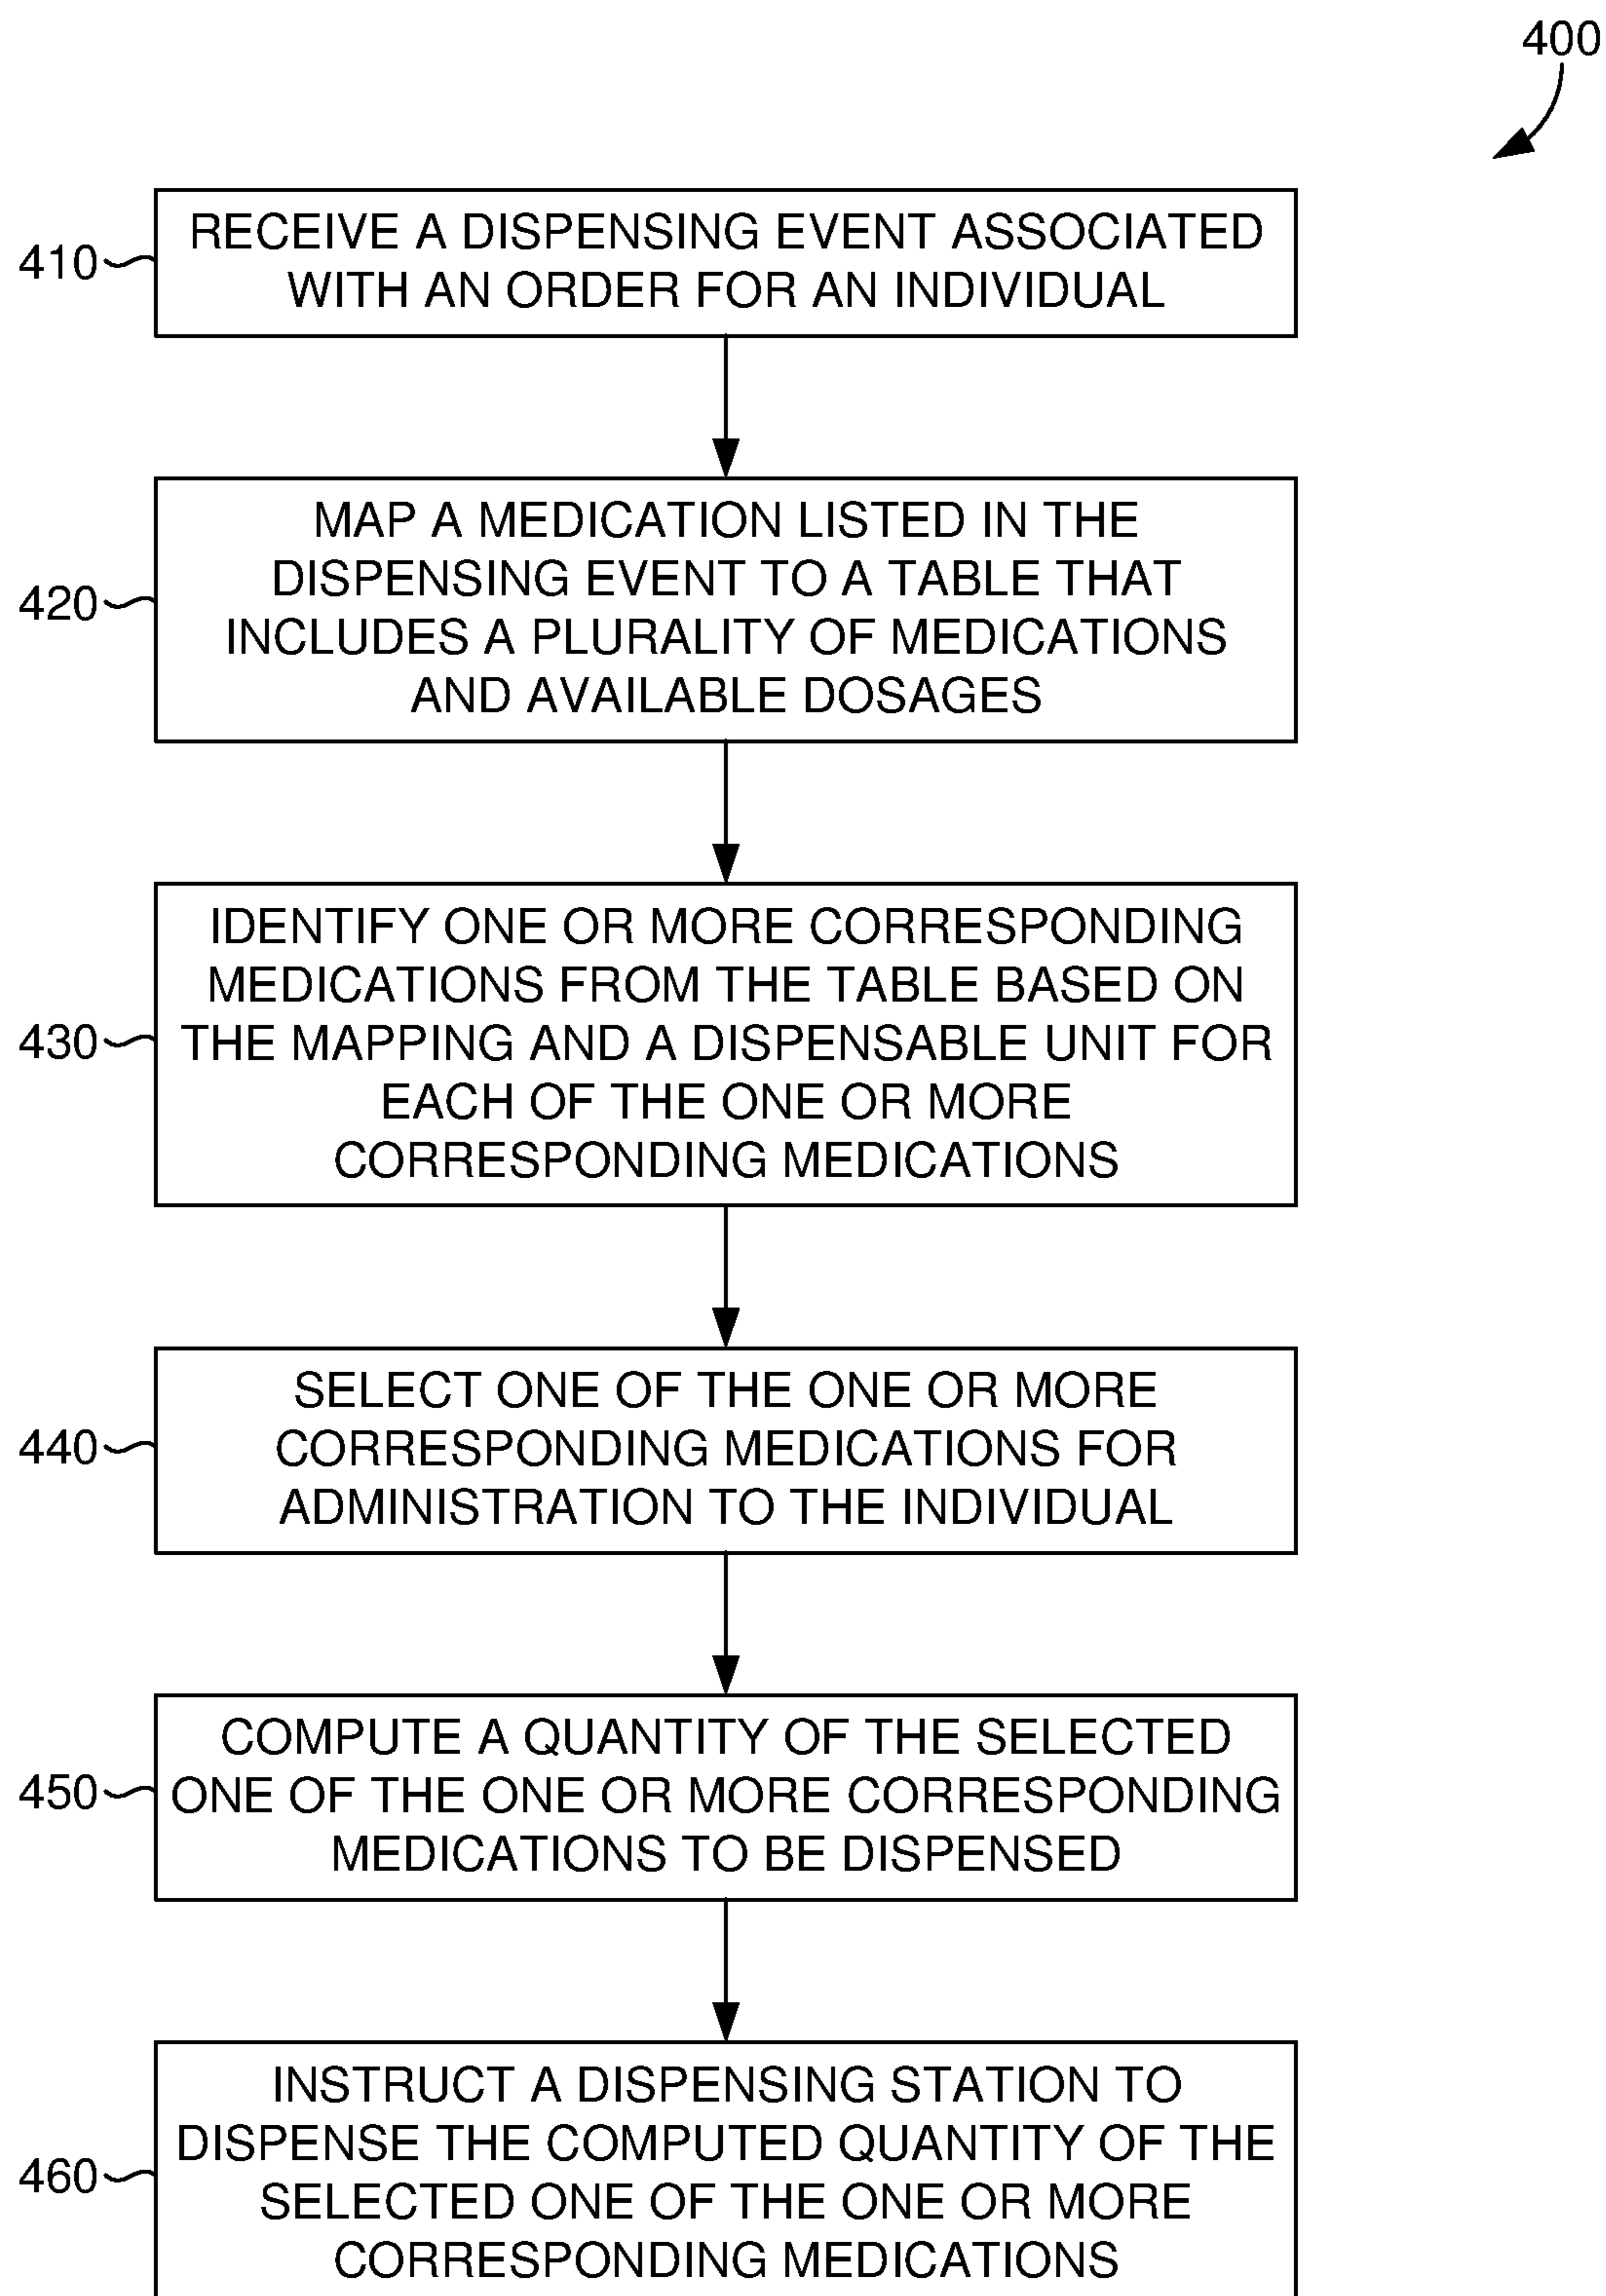 400
410
RECEIVE A DISPENSING EVENT ASSOCIATED
WITH AN ORDER FOR AN INDIVIDUAL
420
MAP A MEDICATION LISTED IN THE
DISPENSING EVENT TO A TABLE THAT
INCLUDES A PLURALITY OF MEDICATIONS
AND AVAILABLE DOSAGES
430
IDENTIFY ONE OR MORE CORRESPONDING
MEDICATIONS FROM THE TABLE BASED ON
THE MAPPING AND A DISPENSABLE UNIT FOR
EACH OF THE ONE OR MORE
CORRESPONDING MEDICATIONS
440
SELECT ONE OF THE ONE OR MORE
CORRESPONDING MEDICATIONS FOR
ADMINISTRATION TO THE INDIVIDUAL
450
COMPUTE A QUANTITY OF THE SELECTED
ONE OF THE ONE OR MORE CORRESPONDING
MEDICATIONS TO BE DISPENSED
460
INSTRUCT A DISPENSING STATION TO
DISPENSE THE COMPUTED QUANTITY OF THE
SELECTED ONE OF THE ONE OR MORE
CORRESPONDING MEDICATIONS